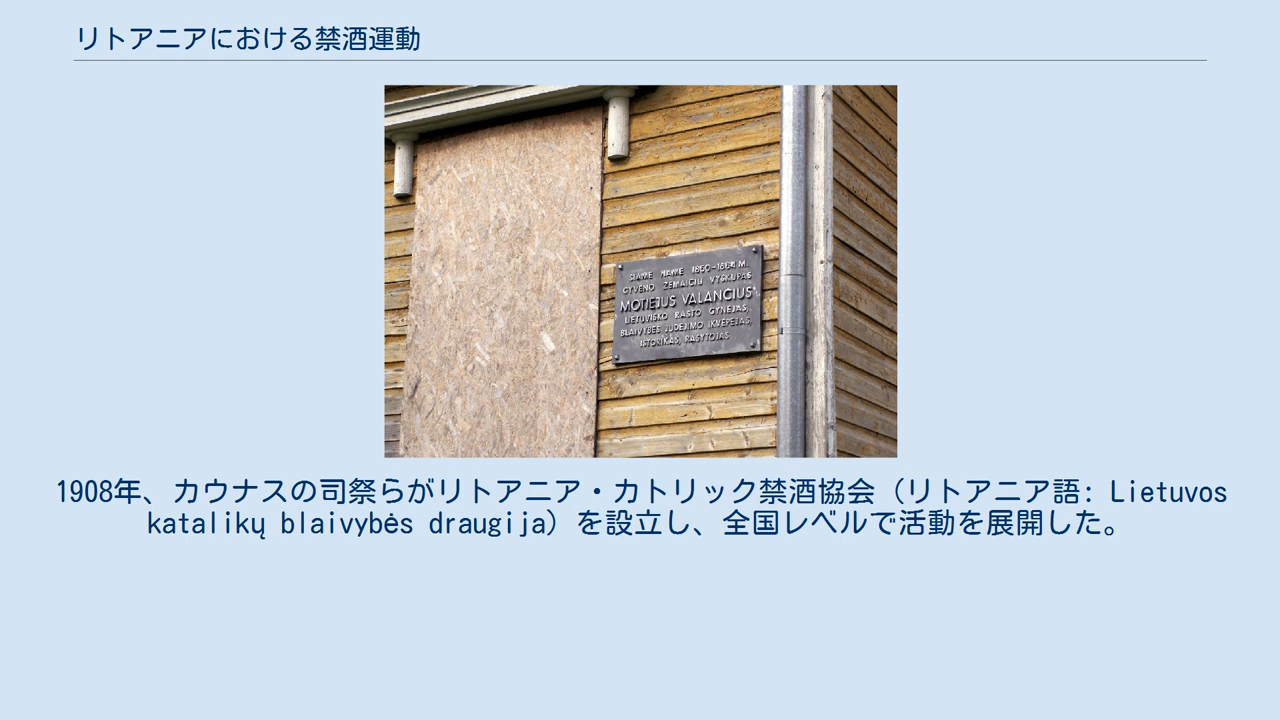 リトアニアにおける禁酒運動
ŠIAME NAME 1850-1864 M.
GYVENO ŽEMAIČIŲ VYSKUPAS
MOTIEJUS VALANČIUS
LIETUVIŠKO RAŠTO GYNĖJAS,
BLAIVYBĖS JUDĖJIMO ĮKVĖPĖJAS,
ISTORIKAS, RAŠYTOJAS
1908年、カウナスの司祭らがリトアニア・カトリック禁酒協会（リトアニア語: Lietuvos
katalikų blaivybės draugija）を設立し、全国レベルで活動を展開した。